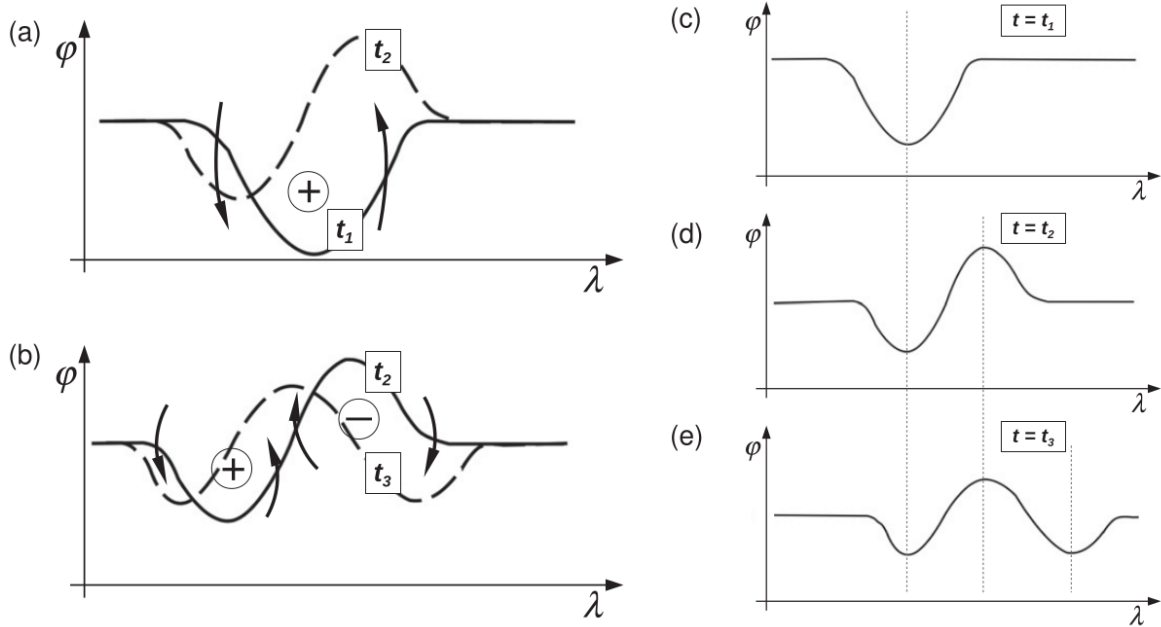 (a)
φ
t₂
+
t₁
λ
(b)
φ
t₂
+
−
t₃
λ
(c)
φ
t = t₁
λ
(d)
φ
t = t₂
λ
(e)
φ
t = t₃
λ